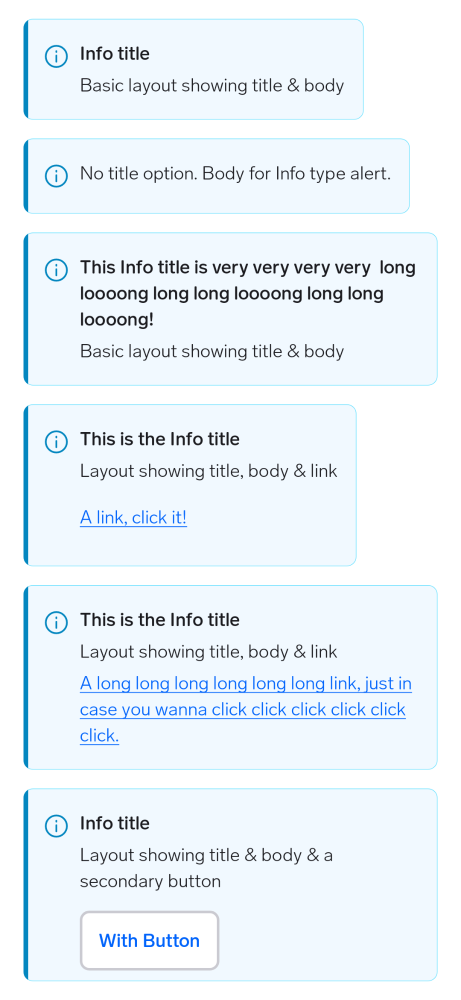 Info title
Basic layout showing title & body
No title option. Body for Info type alert.
This Info title is very very very very  long
loooong long long loooong long long
loooong!
Basic layout showing title & body
This is the Info title
Layout showing title, body & link
A link, click it!
This is the Info title
Layout showing title, body & link
A long long long long long long link, just in
case you wanna click click click click click
click.
Info title
Layout showing title & body & a
secondary button
With Button